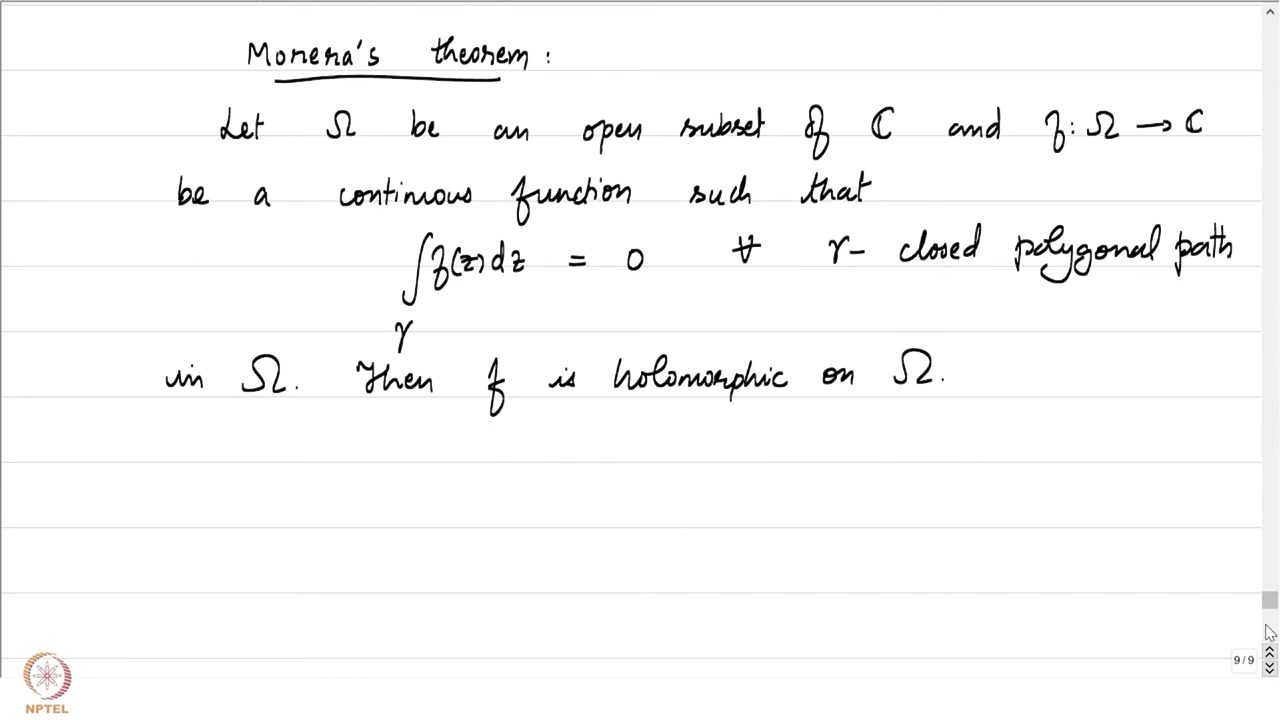 Morera's theorem :
Let Ω be an open subset of ℂ and f: Ω → ℂ
be a continuous function such that
∫ f(z) dz = 0 ∀ γ- closed polygonal path
γ
in Ω. Then f is holomorphic on Ω.
9 / 9
NPTEL